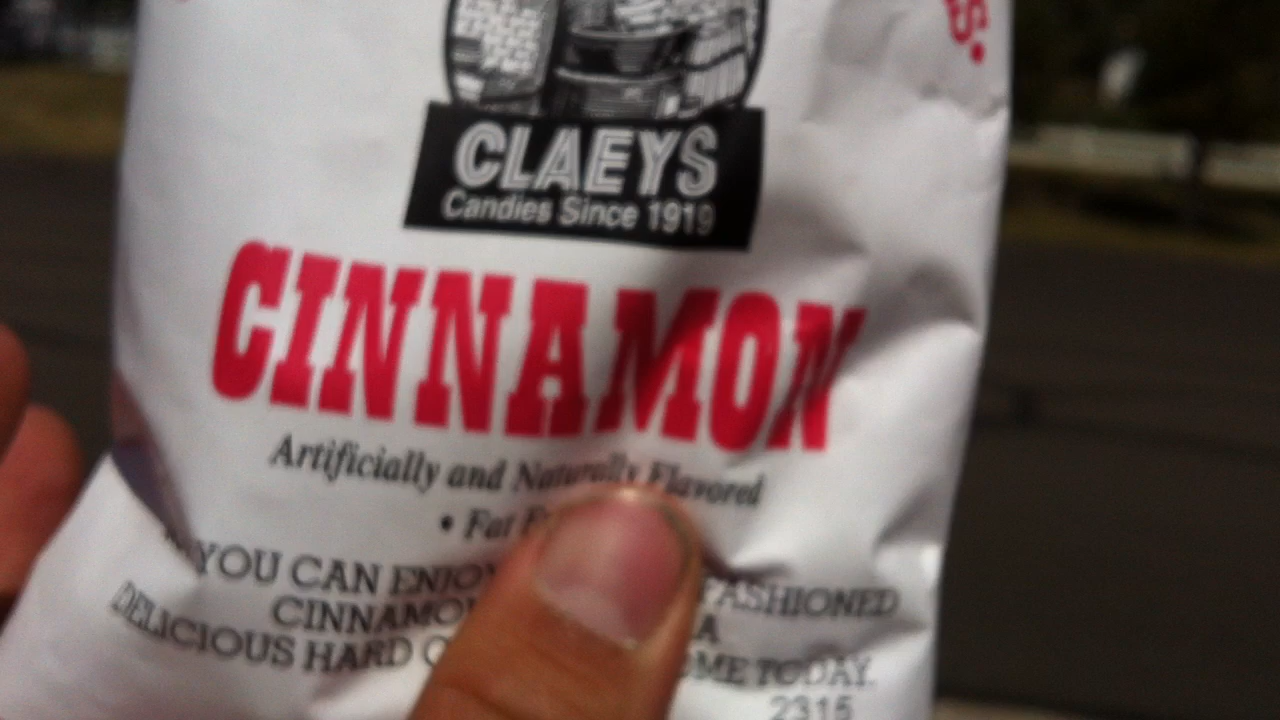 S.
CLAEYS
Candies Since 1919
CINNAMON
Artificially and Naturally Flavored
• Fat
YOU CAN ENJOY FASHIONED
CINNAMON A
DELICIOUS HARD TODAY.
2315